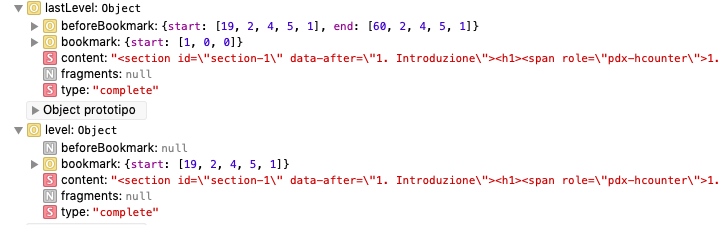 ▼ O lastLevel: Object
▶ O beforeBookmark: {start: [19, 2, 4, 5, 1], end: [60, 2, 4, 5, 1]}
▶ O bookmark: {start: [1, 0, 0]}
S content: "<section id=\"section-1\" data-after=\"1. Introduzione\"><h1><span role=\"pdx-hcounter\">1.
N fragments: null
S type: "complete"
▶ Object prototipo
▼ O level: Object
N beforeBookmark: null
▶ O bookmark: {start: [19, 2, 4, 5, 1]}
S content: "<section id=\"section-1\" data-after=\"1. Introduzione\"><h1><span role=\"pdx-hcounter\">1.
N fragments: null
S type: "complete"